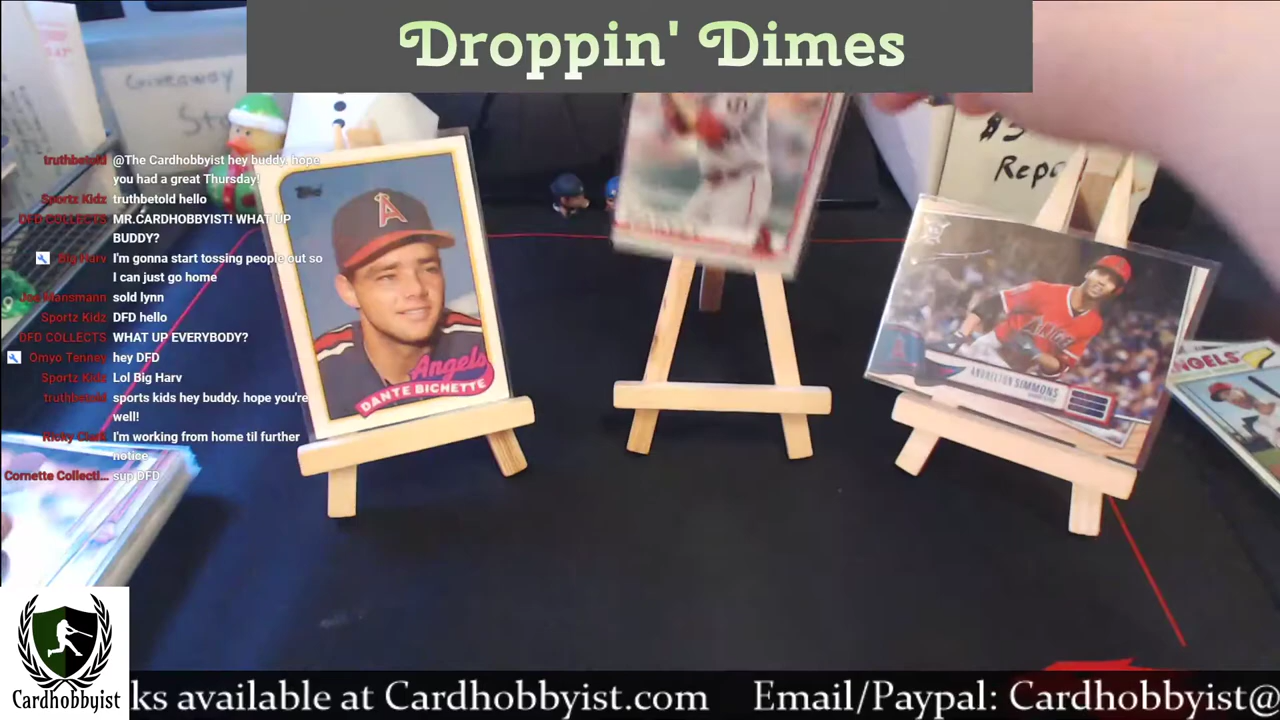 Droppin' Dimes
Giveaway
$3
truthbetold @The Cardhobbyist hey buddy. hope
you had a great Thursday!
Sportz Kidz truthbetold hello
DFD COLLECTS MR.CARDHOBBYIST! WHAT UP
BUDDY?
Big Harv I'm gonna start tossing people out so
I can just go home
sold lynn
Sportz Kidz DFD hello
DFD COLLECTS WHAT UP EVERYBODY?
Omyo Tenney hey DFD
Sportz Kidz Lol Big Harv
truthbetold sports kids hey buddy. hope you're
well!
Ricky Clark I'm working from home til further
notice
Cornette Collecti... sup DFD
Topps
A
Angels
DANTE BICHETTE
Angels
ANDRELTON SIMMONS
ANGELS
Cardhobbyist
ks available at Cardhobbyist.com Email/Paypal: Cardhobbyist@